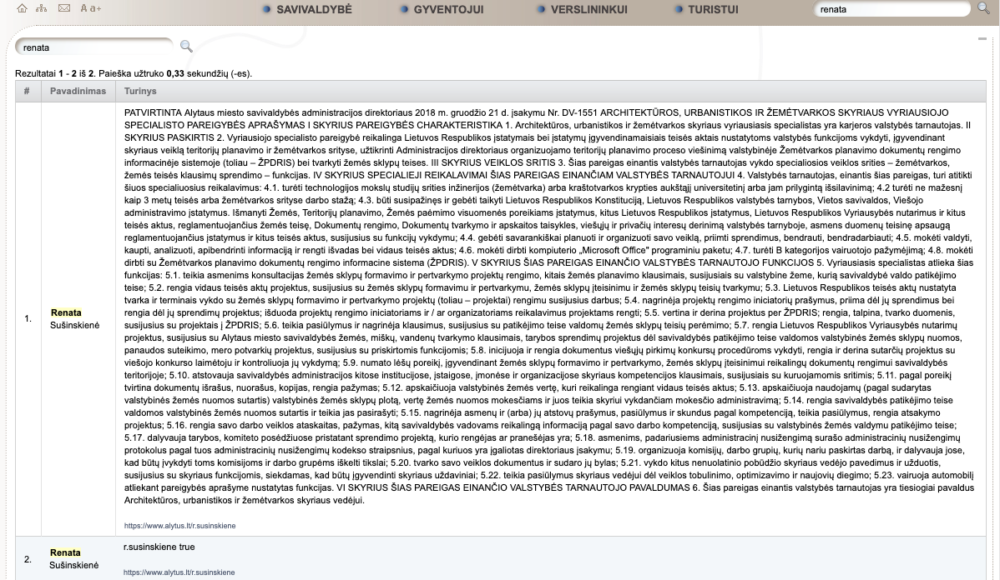 A a+
SAVIVALDYBĖ
GYVENTOJUI
VERSLININKUI
TURISTUI
renata
renata
Rezultatai 1 - 2 iš 2. Paieška užtruko 0,33 sekundžių (-es).
# Pavadinimas Turinys
1.
Renata
Sušinskienė
PATVIRTINTA Alytaus miesto savivaldybės administracijos direktoriaus 2018 m. gruodžio 21 d. įsakymu Nr. DV-1551 ARCHITEKTŪROS, URBANISTIKOS IR ŽEMĖTVARKOS SKYRIAUS VYRIAUSIOJO
SPECIALISTO PAREIGYBĖS APRAŠYMAS I SKYRIUS PAREIGYBĖS CHARAKTERISTIKA 1. Architektūros, urbanistikos ir žemėtvarkos skyriaus vyriausiasis specialistas yra karjeros valstybės tarnautojas. II
SKYRIUS PASKIRTIS 2. Vyriausiojo specialisto pareigybė reikalinga Lietuvos Respublikos įstatymais bei įstatymų įgyvendinamaisiais teisės aktais nustatytoms valstybės funkcijoms vykdyti, įgyvendinant
skyriaus veiklą teritorijų planavimo ir žemėtvarkos srityse, užtikrinti Administracijos direktoriaus organizuojamo teritorijų planavimo proceso viešinimą valstybinėje Žemėtvarkos planavimo dokumentų rengimo
informacinėje sistemoje (toliau – ŽPDRIS) bei tvarkyti žemės sklypų teises. III SKYRIUS VEIKLOS SRITIS 3. Šias pareigas einantis valstybės tarnautojas vykdo specialiosios veiklos srities – žemėtvarkos,
žemės teisės klausimų sprendimo – funkcijas. IV SKYRIUS SPECIALIEJI REIKALAVIMAI ŠIAS PAREIGAS EINANČIAM VALSTYBĖS TARNAUTOJUI 4. Valstybės tarnautojas, einantis šias pareigas, turi atitikti
šiuos specialiuosius reikalavimus: 4.1. turėti technologijos mokslų studijų srities inžinerijos (žemėtvarka) arba kraštotvarkos krypties aukštąjį universitetinį arba jam prilygintą išsilavinimą; 4.2 turėti ne mažesnį
kaip 3 metų teisės arba žemėtvarkos srityse darbo stažą; 4.3. būti susipažinęs ir gebėti taikyti Lietuvos Respublikos Konstituciją, Lietuvos Respublikos valstybės tarnybos, Vietos savivaldos, Viešojo
administravimo įstatymus. Išmanyti Žemės, Teritorijų planavimo, Žemės paėmimo visuomenės poreikiams įstatymus, kitus Lietuvos Respublikos įstatymus, Lietuvos Respublikos Vyriausybės nutarimus ir kitus
teisės aktus, reglamentuojančius žemės teisę, Dokumentų rengimo, Dokumentų tvarkymo ir apskaitos taisykles, viešųjų ir privačių interesų derinimą valstybės tarnyboje, asmens duomenų teisinę apsaugą
reglamentuojančius įstatymus ir kitus teisės aktus, susijusius su funkcijų vykdymu; 4.4. gebėti savarankiškai planuoti ir organizuoti savo veiklą, priimti sprendimus, bendrauti, bendradarbiauti; 4.5. mokėti valdyti,
kaupti, analizuoti, apibendrinti informaciją ir rengti išvadas bei vidaus teisės aktus; 4.6. mokėti dirbti kompiuterio „Microsoft Office" programiniu paketu; 4.7. turėti B kategorijos vairuotojo pažymėjimą; 4.8. mokėti
dirbti su Žemėtvarkos planavimo dokumentų rengimo informacine sistema (ŽPDRIS). V SKYRIUS ŠIAS PAREIGAS EINANČIO VALSTYBĖS TARNAUTOJO FUNKCIJOS 5. Vyriausiasis specialistas atlieka šias
funkcijas: 5.1. teikia asmenims konsultacijas žemės sklypų formavimo ir pertvarkymo projektų rengimo, kitais žemės planavimo klausimais, susijusiais su valstybine žeme, kurią savivaldybė valdo patikėjimo
teise; 5.2. rengia vidaus teisės aktų projektus, susijusius su žemės sklypų formavimu ir pertvarkymu, žemės sklypų įteisinimu ir žemės sklypų teisių tvarkymu; 5.3. Lietuvos Respublikos teisės aktų nustatyta
tvarka ir terminais vykdo su žemės sklypų formavimo ir pertvarkymo projektų (toliau – projektai) rengimu susijusius darbus; 5.4. nagrinėja projektų rengimo iniciatorių prašymus, priima dėl jų sprendimus bei
rengia dėl jų sprendimų projektus; išduoda projektų rengimo iniciatoriams ir / ar organizatoriams reikalavimus projektams rengti; 5.5. vertina ir derina projektus per ŽPDRIS; rengia, talpina, tvarko duomenis,
susijusius su projektais į ŽPDRIS; 5.6. teikia pasiūlymus ir nagrinėja klausimus, susijusius su patikėjimo teise valdomų žemės sklypų teisių perėmimo; 5.7. rengia Lietuvos Respublikos Vyriausybės nutarimų
projektus, susijusius su Alytaus miesto savivaldybės žemės, miškų, vandenų tvarkymo klausimais, tarybos sprendimų projektus dėl savivaldybės patikėjimo teise valdomos valstybinės žemės sklypų nuomos,
panaudos suteikimo, mero potvarkių projektus, susijusius su priskirtomis funkcijomis; 5.8. inicijuoja ir rengia dokumentus viešųjų pirkimų konkursų procedūroms vykdyti, rengia ir derina sutarčių projektus su
viešojo konkurso laimėtoju ir kontroliuoja jų vykdymą; 5.9. numato lėšų poreikį, įgyvendinant žemės sklypų formavimo ir pertvarkymo, žemės sklypų įteisinimui reikalingų dokumentų rengimui savivaldybės
teritorijoje; 5.10. atstovauja savivaldybės administracijos kitose institucijose, įstaigose, įmonėse ir organizacijose skyriaus kompetencijos klausimais, susijusiais su kuruojamomis sritimis; 5.11. pagal poreikį
tvirtina dokumentų išrašus, nuorašus, kopijas, rengia pažymas; 5.12. apskaičiuoja valstybinės žemės vertę, kuri reikalinga rengiant vidaus teisės aktus; 5.13. apskaičiuoja naudojamų (pagal sudarytas
valstybinės žemės nuomos sutartis) valstybinės žemės sklypų plotą, vertę žemės nuomos mokesčiams ir juos teikia skyriui vykdančiam mokesčio administravimą; 5.14. rengia savivaldybės patikėjimo teise
valdomos valstybinės žemės nuomos sutartis ir teikia jas pasirašyti; 5.15. nagrinėja asmenų ir (arba) jų atstovų prašymus, pasiūlymus ir skundus pagal kompetenciją, teikia pasiūlymus, rengia atsakymo
projektus; 5.16. rengia savo darbo veiklos ataskaitas, pažymas, kitą savivaldybės vadovams reikalingą informaciją pagal savo darbo kompetenciją, susijusias su valstybinės žemės valdymu patikėjimo teise;
5.17. dalyvauja tarybos, komiteto posėdžiuose pristatant sprendimo projektą, kurio rengėjas ar pranešėjas yra; 5.18. asmenims, padariusiems administracinį nusižengimą surašo administracinių nusižengimų
protokolus pagal tuos administracinių nusižengimų kodekso straipsnius, pagal kuriuos yra įgaliotas direktoriaus įsakymu; 5.19. organizuoja komisijų, darbo grupių, kurių nariu paskirtas darbą, ir dalyvauja jose,
kad būtų įvykdyti toms komisijoms ir darbo grupėms iškelti tikslai; 5.20. tvarko savo veiklos dokumentus ir sudaro jų bylas; 5.21. vykdo kitus nenuolatinio pobūdžio skyriaus vedėjo pavedimus ir užduotis,
susijusius su skyriaus funkcijomis, siekdamas, kad būtų įgyvendinti skyriaus uždaviniai; 5.22. teikia pasiūlymus skyriaus vedėjui dėl veiklos tobulinimo, optimizavimo ir naujovių diegimo; 5.23. vairuoja automobilį
atliekant pareigybės aprašyme nustatytas funkcijas. VI SKYRIUS ŠIAS PAREIGAS EINANČIO VALSTYBĖS TARNAUTOJO PAVALDUMAS 6. Šias pareigas einantis valstybės tarnautojas yra tiesiogiai pavaldus
Architektūros, urbanistikos ir žemėtvarkos skyriaus vedėjui.
https://www.alytus.lt/r.susinskiene
2.
Renata
Sušinskienė
r.susinskiene true
https://www.alytus.lt/r.susinskiene